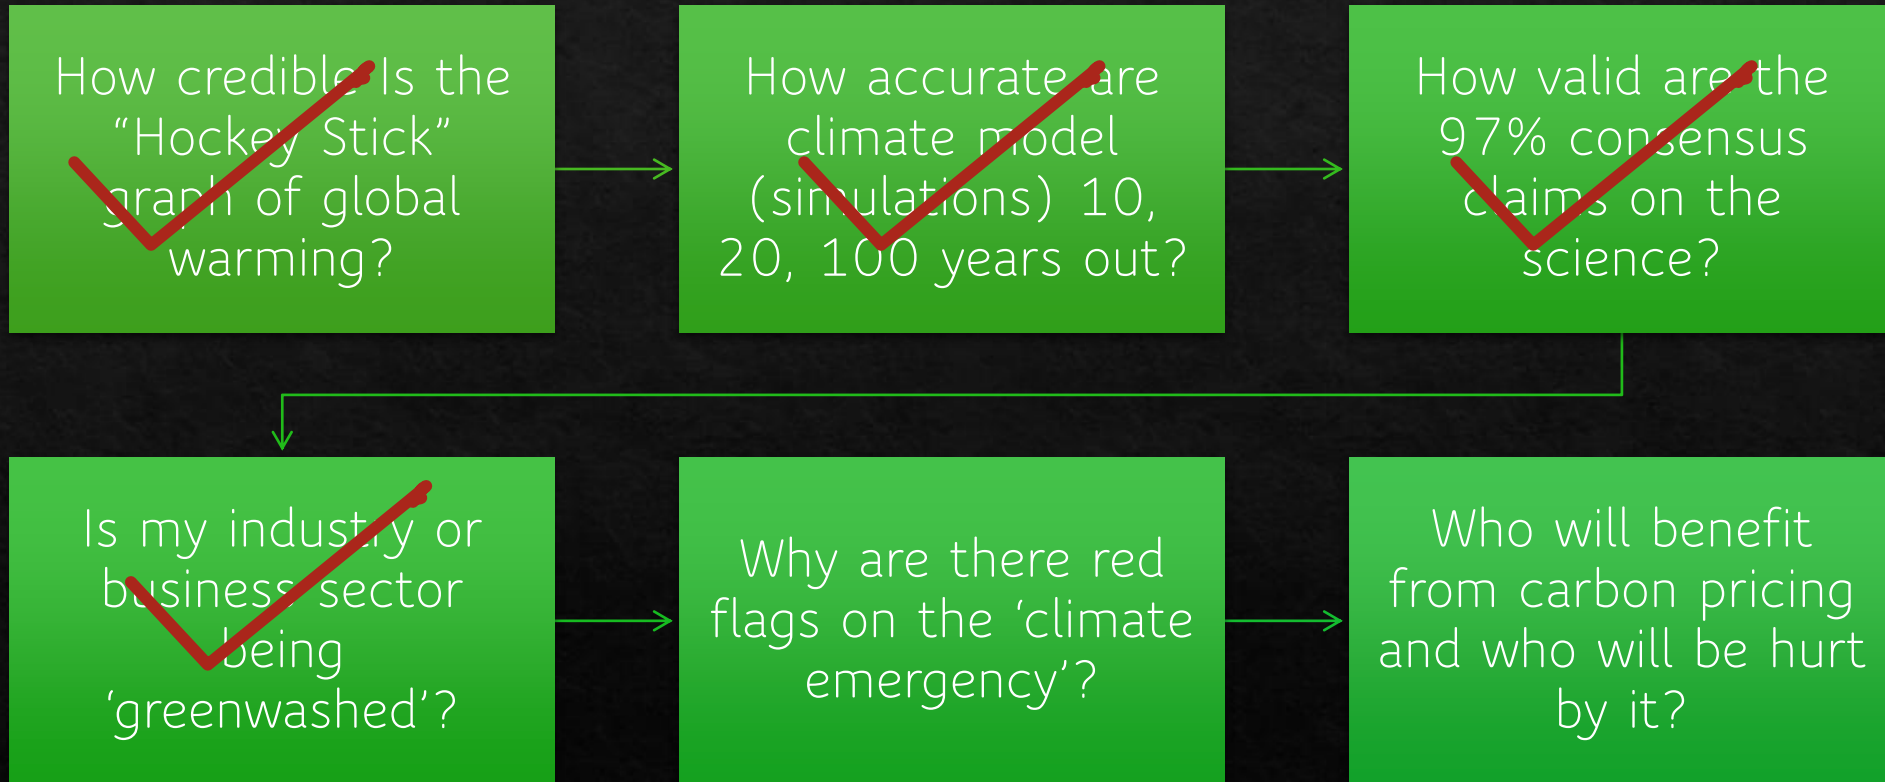 How credible Is the
“Hockey Stick”
graph of global
warming?
How accurate are
climate model
(simulations) 10,
20, 100 years out?
How valid are the
97% consensus
claims on the
science?
Is my industry or
business sector
being
‘greenwashed’?
Why are there red
flags on the ‘climate
emergency’?
Who will benefit
from carbon pricing
and who will be hurt
by it?